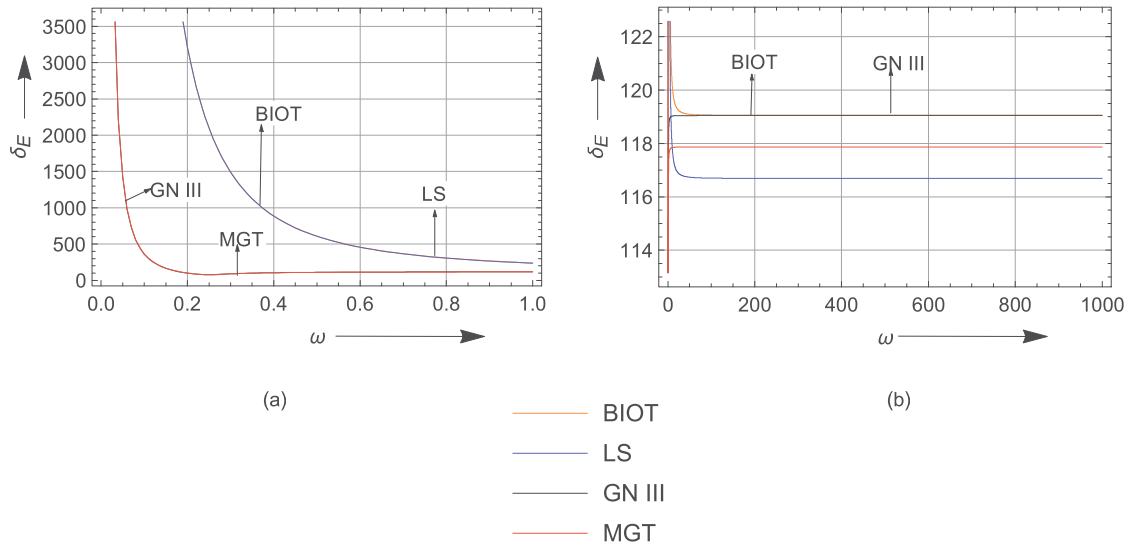 3500
3000
2500
2000
1500
1000
500
0
δE
BIOT
GN III
LS
MGT
0.0 0.2 0.4 0.6 0.8 1.0
ω
(a)
122
120
118
116
114
δE
BIOT
GN III
0 200 400 600 800 1000
ω
(b)
BIOT
LS
GN III
MGT